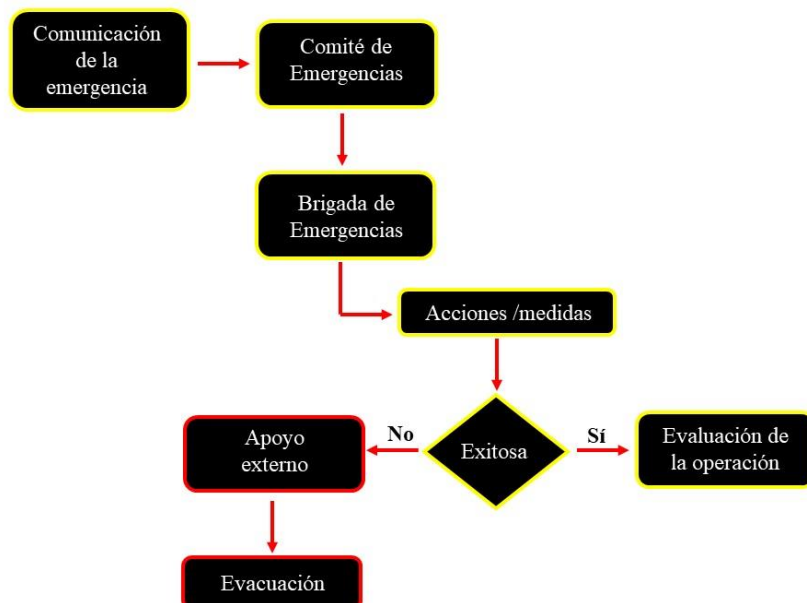 Comunicación
de la
emergencia
Comité de
Emergencias
Brigada de
Emergencias
Acciones /medidas
Exitosa
No
Sí
Apoyo
externo
Evaluación de
la operación
Evacuación